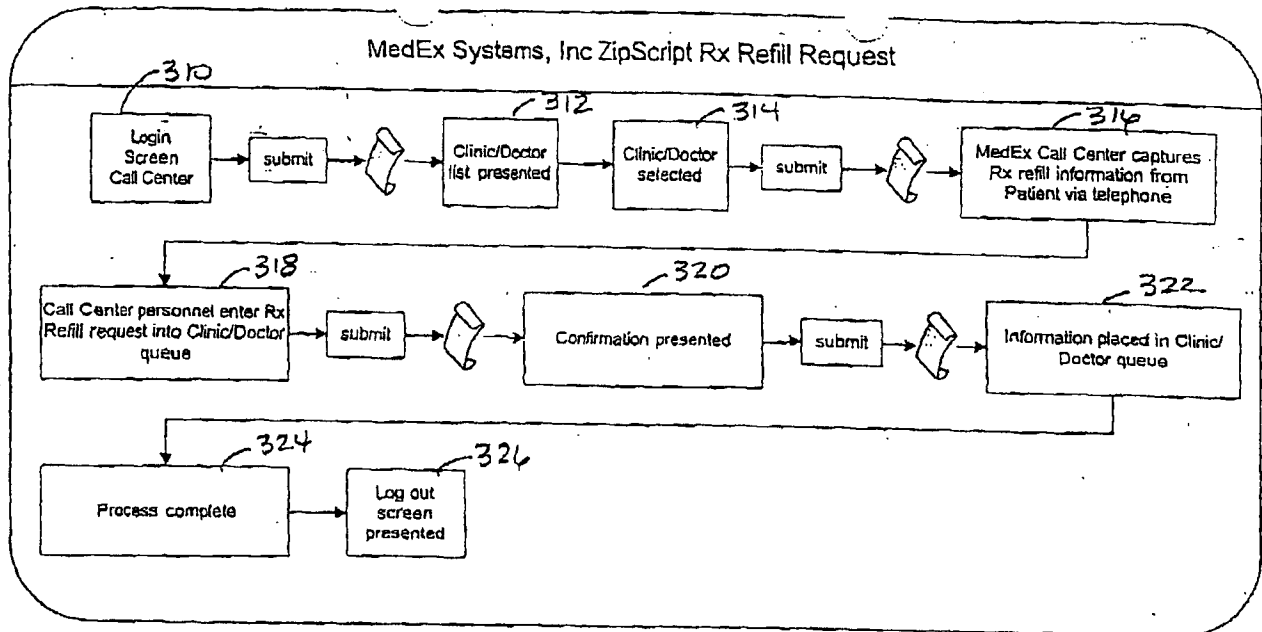 MedEx Systems, Inc ZipScript Rx Refill Request
310
312
314
316
Login
Screen
Call Center
submit
Clinic/Doctor
list presented
Clinic/Doctor
selected
submit
MedEx Call Center captures
Rx refill information from
Patient via telephone
318
320
322
Call Center personnel enter Rx
Refill request into Clinic/Doctor
queue
submit
Confirmation presented
submit
Information placed in Clinic/
Doctor queue
324
326
Process complete
Log out
screen
presented